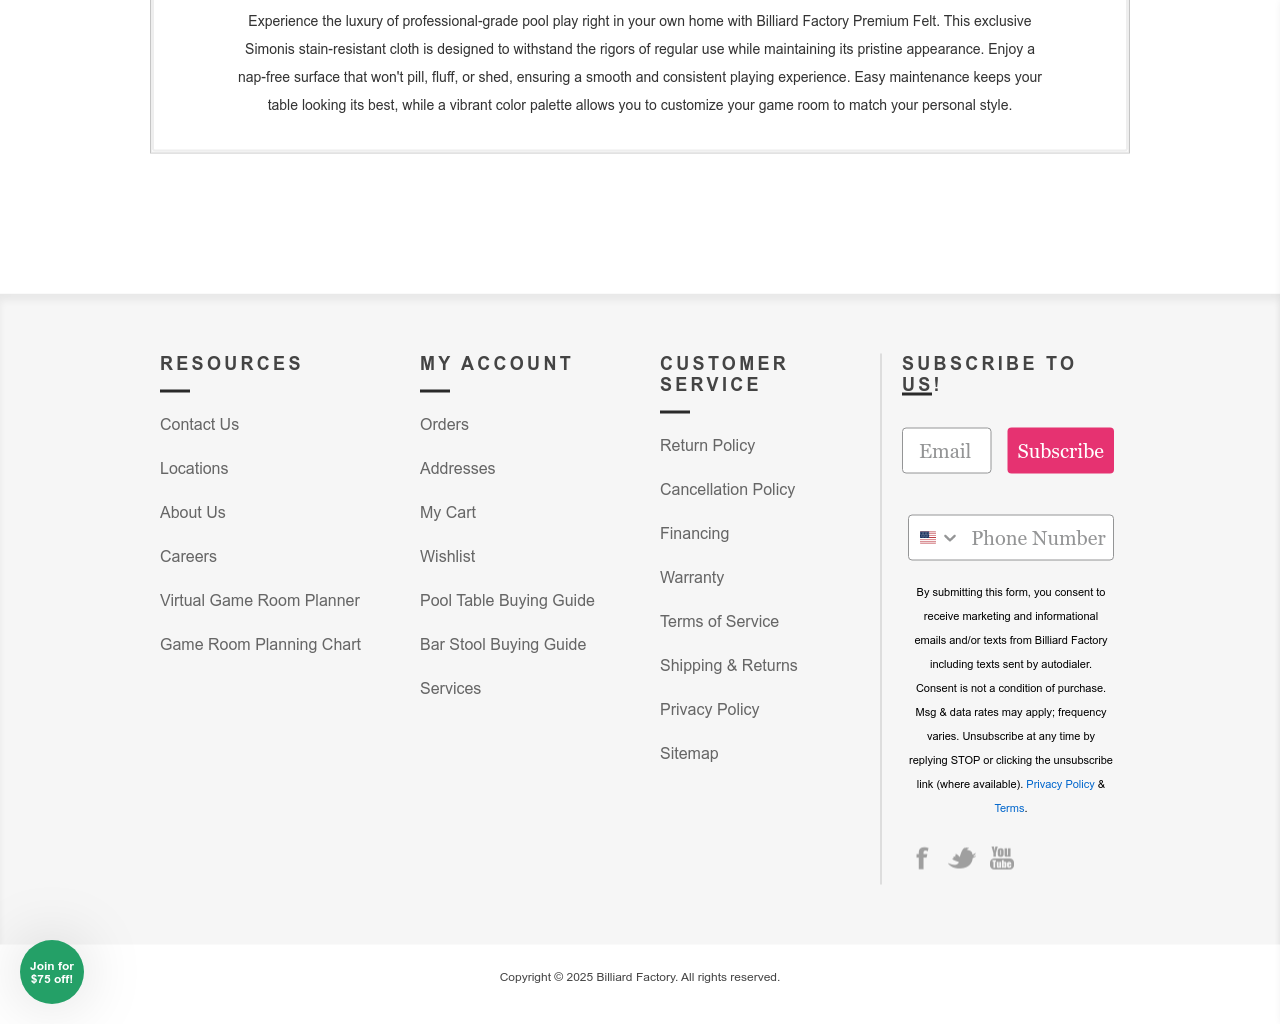 Experience the luxury of professional-grade pool play right in your own home with Billiard Factory Premium Felt. This exclusive
Simonis stain-resistant cloth is designed to withstand the rigors of regular use while maintaining its pristine appearance. Enjoy a
nap-free surface that won't pill, fluff, or shed, ensuring a smooth and consistent playing experience. Easy maintenance keeps your
table looking its best, while a vibrant color palette allows you to customize your game room to match your personal style.
RESOURCES
Contact Us
Locations
About Us
Careers
Virtual Game Room Planner
Game Room Planning Chart
MY ACCOUNT
Orders
Addresses
My Cart
Wishlist
Pool Table Buying Guide
Bar Stool Buying Guide
Services
CUSTOMER
SERVICE
Return Policy
Cancellation Policy
Financing
Warranty
Terms of Service
Shipping & Returns
Privacy Policy
Sitemap
SUBSCRIBE TO
US!
Email
Subscribe
Phone Number
By submitting this form, you consent to
receive marketing and informational
emails and/or texts from Billiard Factory
including texts sent by autodialer.
Consent is not a condition of purchase.
Msg & data rates may apply; frequency
varies. Unsubscribe at any time by
replying STOP or clicking the unsubscribe
link (where available). Privacy Policy &
Terms.
You
Tube
Join for
$75 off!
Copyright © 2025 Billiard Factory. All rights reserved.